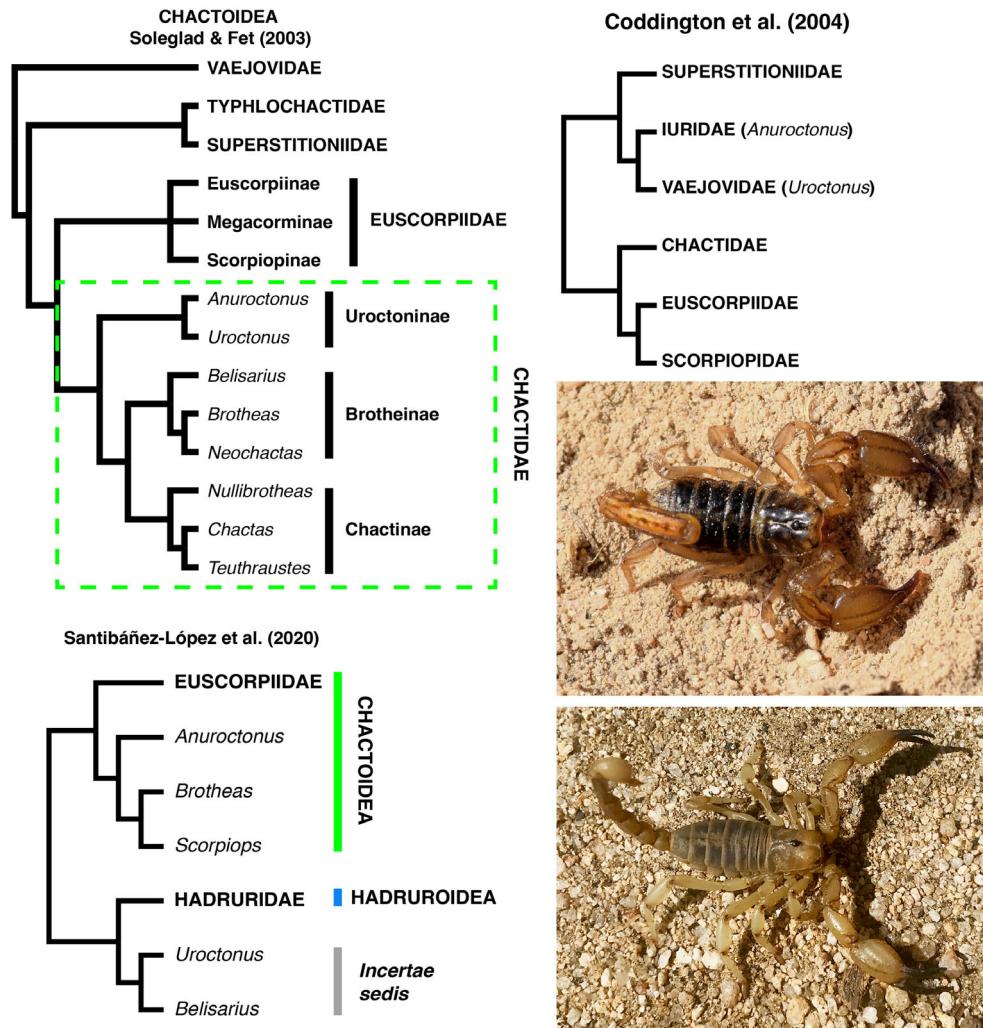 CHACTOIDEA
Soleglad & Fet (2003)
VAEJOVIDAE
TYPHLOCHACTIDAE
SUPERSTITIONIIDAE
Euscorpiinae
Megacorminae
Scorpiopinae
EUSCORPIIDAE
Anuroctonus
Uroctonus
Uroctoninae
Belisarius
Brotheas
Neochactas
Brotheinae
Nullibrotheas
Chactas
Teuthraustes
Chactinae
CHACTIDAE
Coddington et al. (2004)
SUPERSTITIONIIDAE
IURIDAE (Anuroctonus)
VAEJOVIDAE (Uroctonus)
CHACTIDAE
EUSCORPIIDAE
SCORPIOPIDAE
Santibáñez-López et al. (2020)
EUSCORPIIDAE
Anuroctonus
Brotheas
Scorpiops
CHACTOIDEA
HADRURIDAE
HADRUROIDEA
Uroctonus
Belisarius
Incertae
sedis